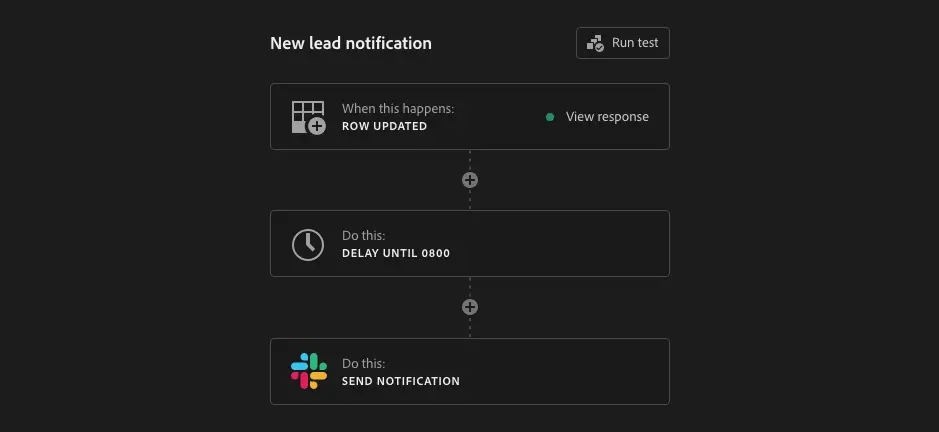 New lead notification
Run test
When this happens:
ROW UPDATED
View response
Do this:
DELAY UNTIL 0800
Do this:
SEND NOTIFICATION